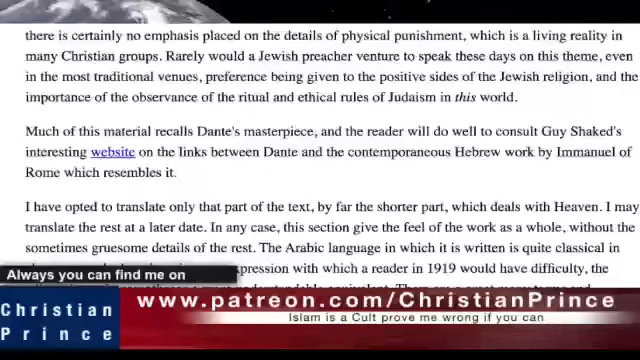 there is certainly no emphasis placed on the details of physical punishment, which is a living reality in
many Christian groups. Rarely would a Jewish preacher venture to speak these days on this theme, even
in the most traditional venues, preference being given to the positive sides of the Jewish religion, and the
importance of the observance of the ritual and ethical rules of Judaism in this world.
Much of this material recalls Dante's masterpiece, and the reader will do well to consult Guy Shaked's
interesting website on the links between Dante and the contemporaneous Hebrew work by Immanuel of
Rome which resembles it.
I have opted to translate only that part of the text, by far the shorter part, which deals with Heaven. I may
translate the rest at a later date. In any case, this section give the feel of the work as a whole, without the
sometimes gruesome details of the rest. The Arabic language in which it is written is quite classical in
expression with which a reader in 1919 would have difficulty, the
Always you can find me on
Christian
Prince
www.patreon.com/ChristianPrince
Islam is a Cult prove me wrong if you can